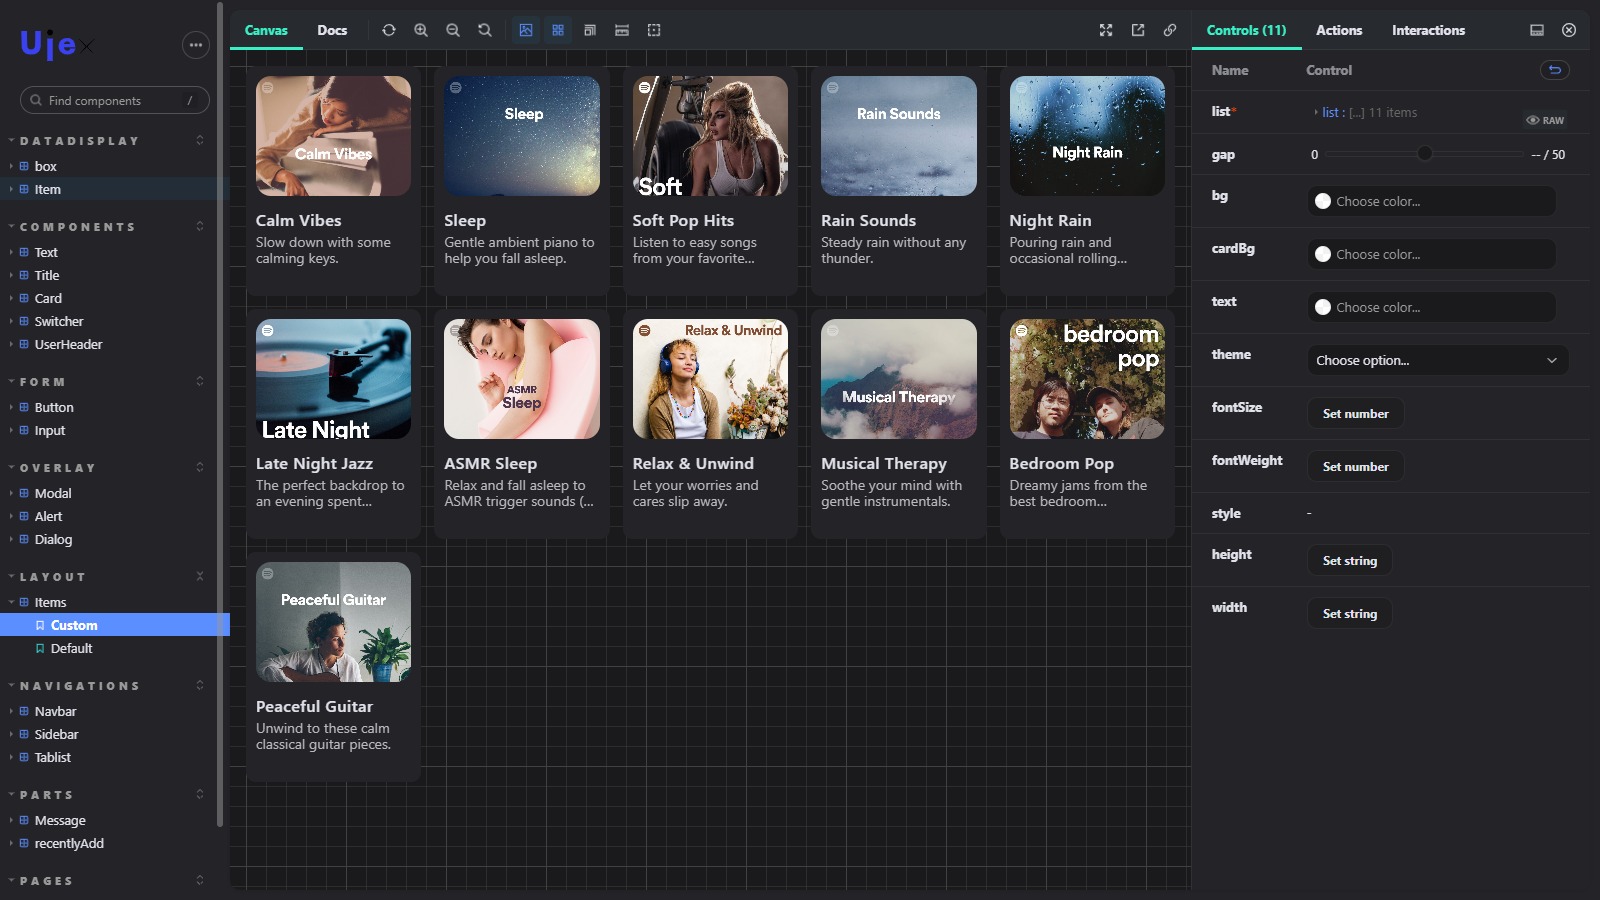 Ujex
Find components
/
DATADISPLAY
box
Item
COMPONENTS
Text
Title
Card
Switcher
UserHeader
FORM
Button
Input
OVERLAY
Modal
Alert
Dialog
LAYOUT
Items
Custom
Default
NAVIGATIONS
Navbar
Sidebar
Tablist
PARTS
Message
recentlyAdd
PAGES
Canvas
Docs
Calm Vibes
Calm Vibes
Slow down with some
calming keys.
Sleep
Sleep
Gentle ambient piano to
help you fall asleep.
Soft
Soft Pop Hits
Listen to easy songs
from your favorite...
Rain Sounds
Rain Sounds
Steady rain without any
thunder.
Night Rain
Night Rain
Pouring rain and
occasional rolling...
Late Night
Late Night Jazz
The perfect backdrop to
an evening spent...
ASMR
Sleep
ASMR Sleep
Relax and fall asleep to
ASMR trigger sounds (...
Relax & Unwind
Relax & Unwind
Let your worries and
cares slip away.
Musical Therapy
Musical Therapy
Soothe your mind with
gentle instrumentals.
bedroom
pop
Bedroom Pop
Dreamy jams from the
best bedroom...
Peaceful Guitar
Peaceful Guitar
Unwind to these calm
classical guitar pieces.
Controls (11)
Actions
Interactions
Name
Control
list*
list : [...] 11 items
RAW
gap
0
-- / 50
bg
Choose color...
cardBg
Choose color...
text
Choose color...
theme
Choose option...
fontSize
Set number
fontWeight
Set number
style
-
height
Set string
width
Set string